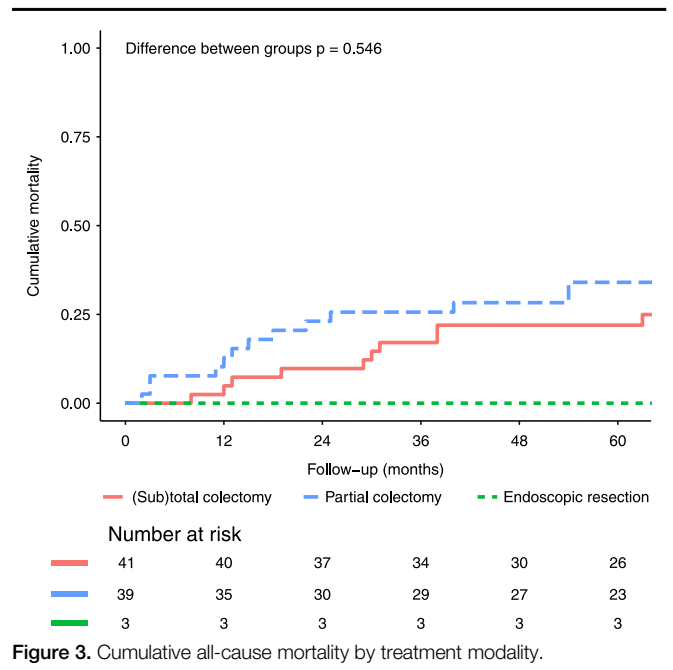 Difference between groups p = 0.546
1.00
0.75
0.50
0.25
0.00
Cumulative mortality
0 12 24 36 48 60
Follow−up (months)
(Sub)total colectomy Partial colectomy Endoscopic resection
Number at risk
41 40 37 34 30 26
39 35 30 29 27 23
3 3 3 3 3 3
Figure 3. Cumulative all-cause mortality by treatment modality.